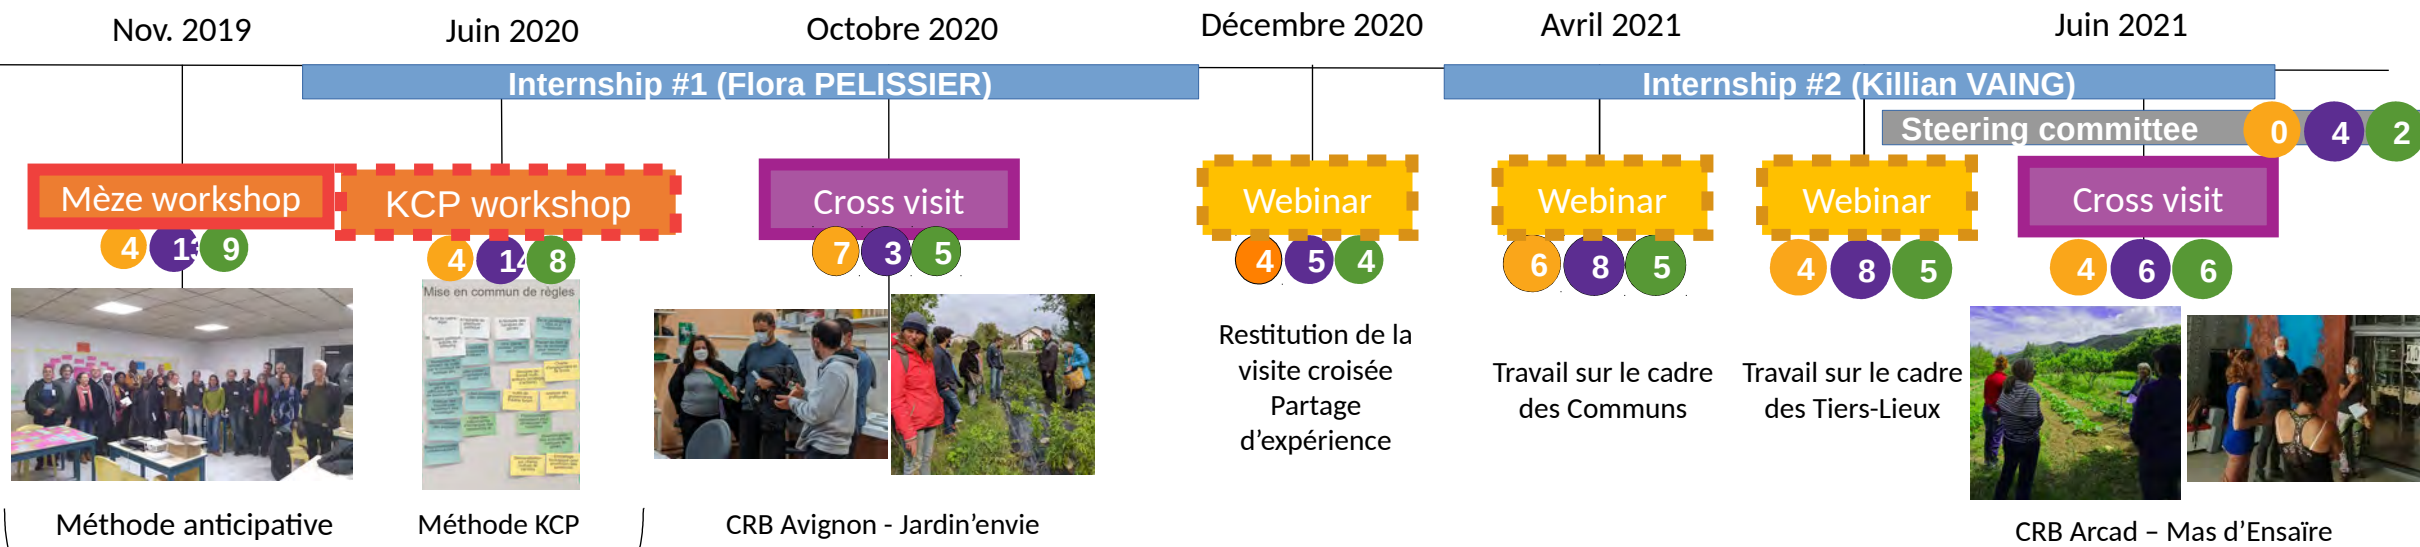 Nov. 2019
Juin 2020
Octobre 2020
Décembre 2020
Avril 2021
Juin 2021
Internship #1 (Flora PELISSIER)
Internship #2 (Killian VAING)
Steering committee
0 4 2
Mèze workshop
KCP workshop
Cross visit
Webinar
Webinar
Webinar
Cross visit
4 13 9
4 14 8
7 3 5
4 5 4
6 8 5
4 8 5
4 6 6
Mise en commun de règles
Restitution de la
visite croisée
Partage
d’expérience
Travail sur le cadre
des Communs
Travail sur le cadre
des Tiers-Lieux
Méthode anticipative
Méthode KCP
CRB Avignon - Jardin’envie
CRB Arcad – Mas d’Ensaïre